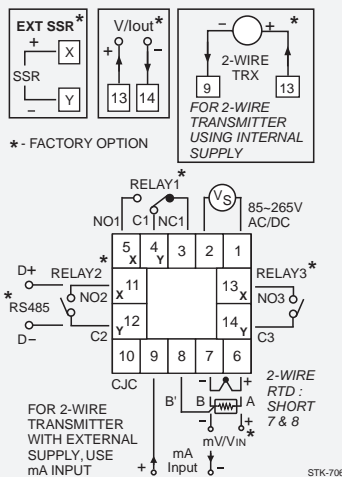 EXT SSR*
+
X
SSR
Y
–
V/Iout*
+
–
13
14
*
–
+
2-WIRE
TRX
9
13
FOR 2-WIRE
TRANSMITTER
USING INTERNAL
SUPPLY
* - FACTORY OPTION
RELAY1*
NO1
C1
NC1
VS
85~265V
AC/DC
5
X
4
Y
3
2
1
*
D+
RELAY2
NO2
11
X
13
X
RELAY3*
NO3
* RS485
12
Y
14
Y
D–
C2
C3
10
9
8
7
6
CJC
–
+
B'
B
A
–
+
mV/VIN*
2-WIRE
RTD :
SHORT
7 & 8
FOR 2-WIRE
TRANSMITTER
WITH EXTERNAL
SUPPLY, USE
mA INPUT
+
mA
Input
–
STK-706